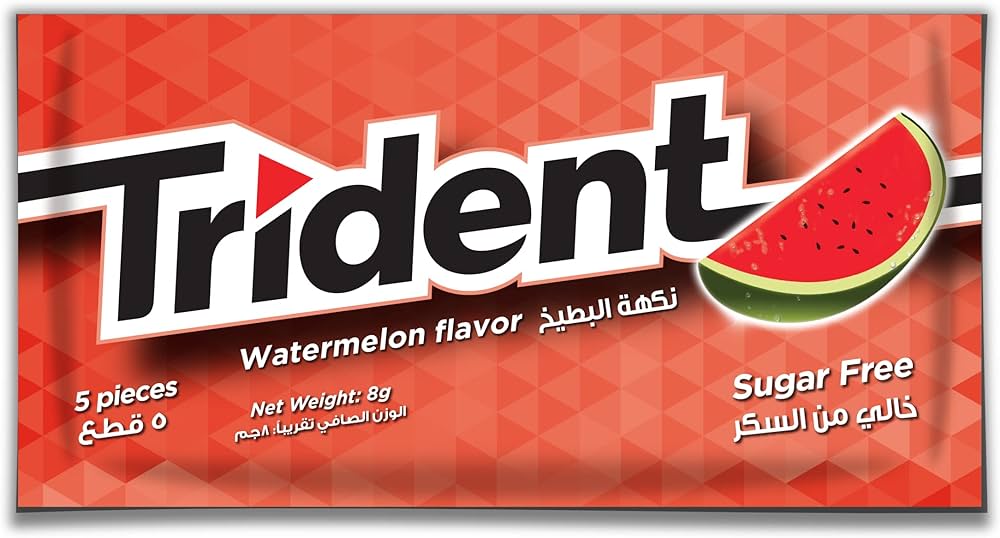 Trident
Watermelon flavor نكهة البطيخ
5 pieces
٥ قطع
Net Weight: 8g
الوزن الصافي تقريباً: ٨جم
Sugar Free
خالي من السكر